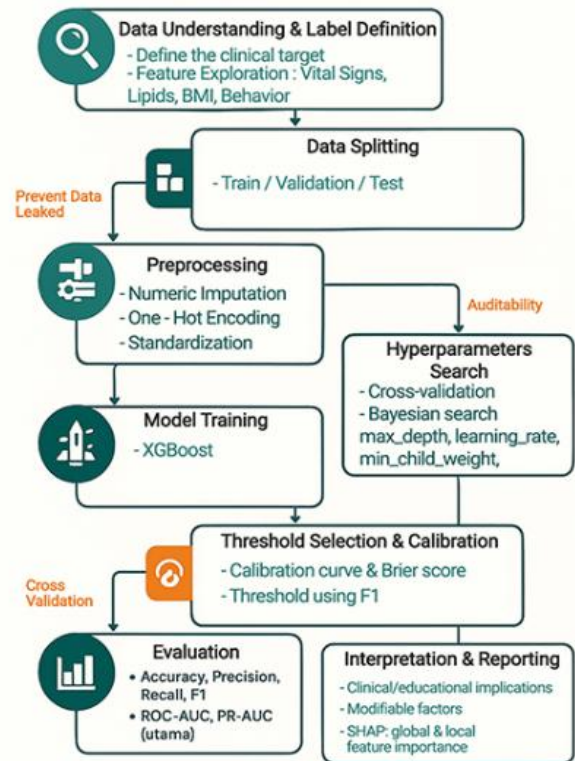 Data Understanding & Label Definition
- Define the clinical target
- Feature Exploration : Vital Signs,
Lipids, BMI, Behavior
Data Splitting
- Train / Validation / Test
Prevent Data
Leaked
Preprocessing
- Numeric Imputation
- One - Hot Encoding
- Standardization
Auditability
Hyperparameters
Search
- Cross-validation
- Bayesian search
max_depth, learning_rate,
min_child_weight,
Model Training
- XGBoost
Threshold Selection & Calibration
- Calibration curve & Brier score
- Threshold using F1
Cross
Validation
Evaluation
• Accuracy, Precision,
Recall, F1
• ROC-AUC, PR-AUC
(utama)
Interpretation & Reporting
- Clinical/educational implications
- Modifiable factors
- SHAP: global & local
feature importance